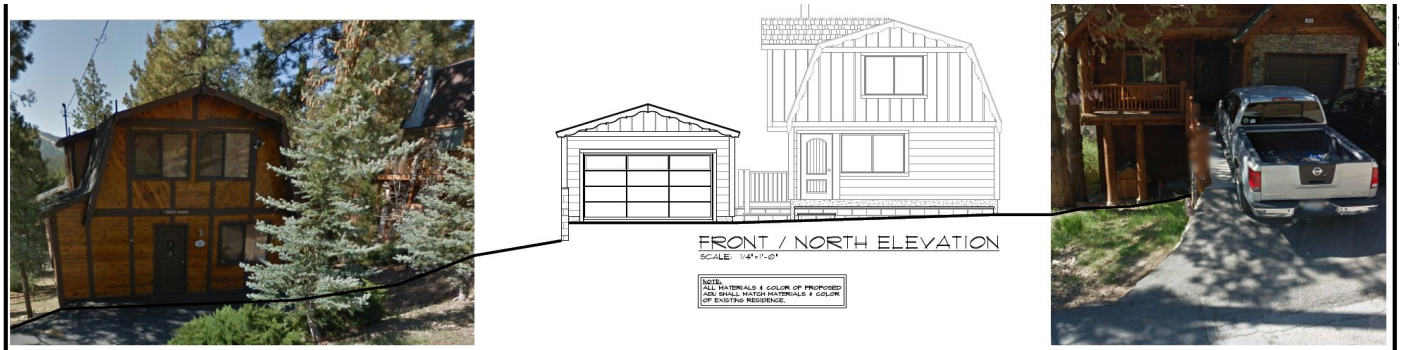 FRONT / NORTH ELEVATION
SCALE: 1/4"=1'-0"
NOTE:
ALL MATERIALS & COLOR OF PROPOSED
ADU SHALL MATCH MATERIALS & COLOR
OF EXISTING RESIDENCE.